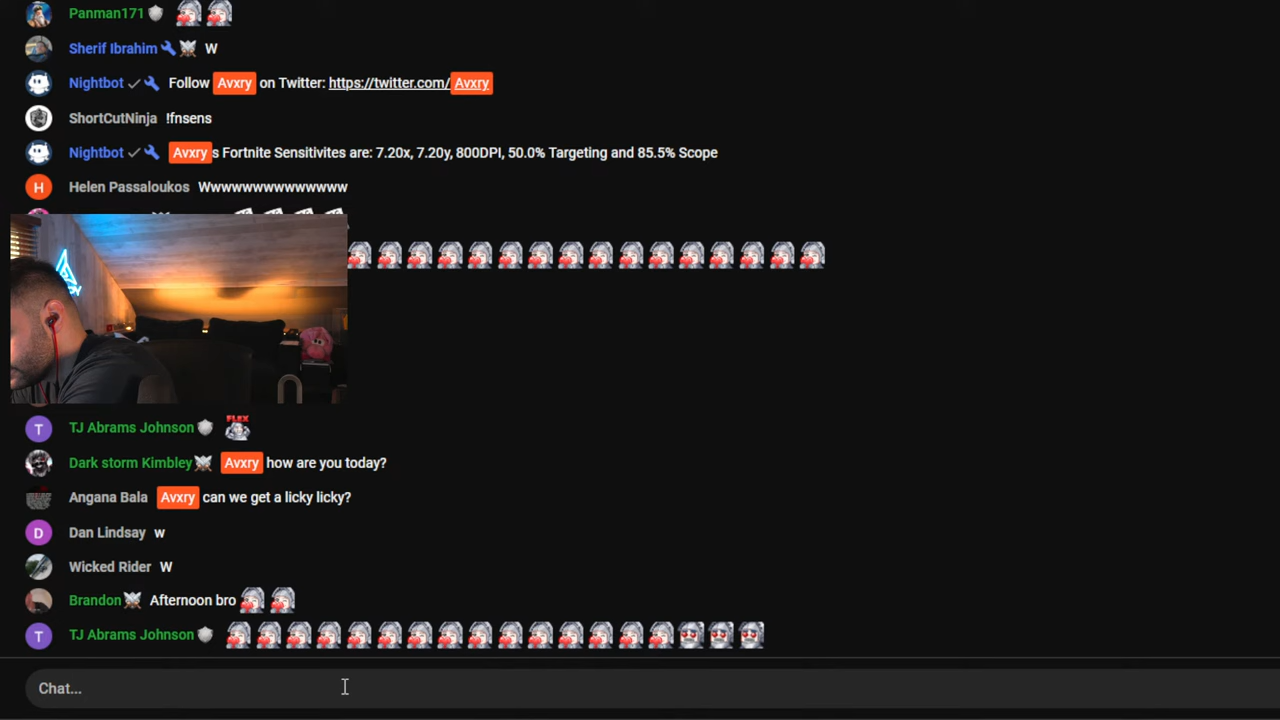 Panman171
Sherif Ibrahim W
Nightbot Follow Avxry on Twitter: https://twitter.com/Avxry
ShortCutNinja !fnsens
Nightbot Avxrys Fortnite Sensitivites are: 7.20x, 7.20y, 800DPI, 50.0% Targeting and 85.5% Scope
H Helen Passaloukos Wwwwwwwwwwwwww
T TJ Abrams Johnson FLEX
Dark storm Kimbley Avxry how are you today?
Angana Bala Avxry can we get a licky licky?
D Dan Lindsay w
Wicked Rider W
Brandon Afternoon bro
T TJ Abrams Johnson
Chat...